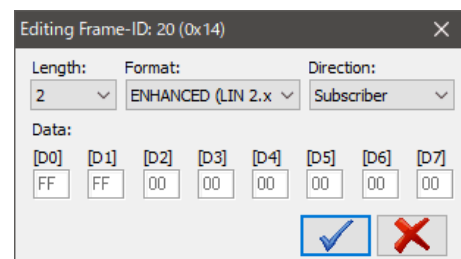 Editing Frame-ID: 20 (0x14)
Length: Format: Direction:
2 ENHANCED (LIN 2.x Subscriber
Data:
[D0] [D1] [D2] [D3] [D4] [D5] [D6] [D7]
FF FF 00 00 00 00 00 00